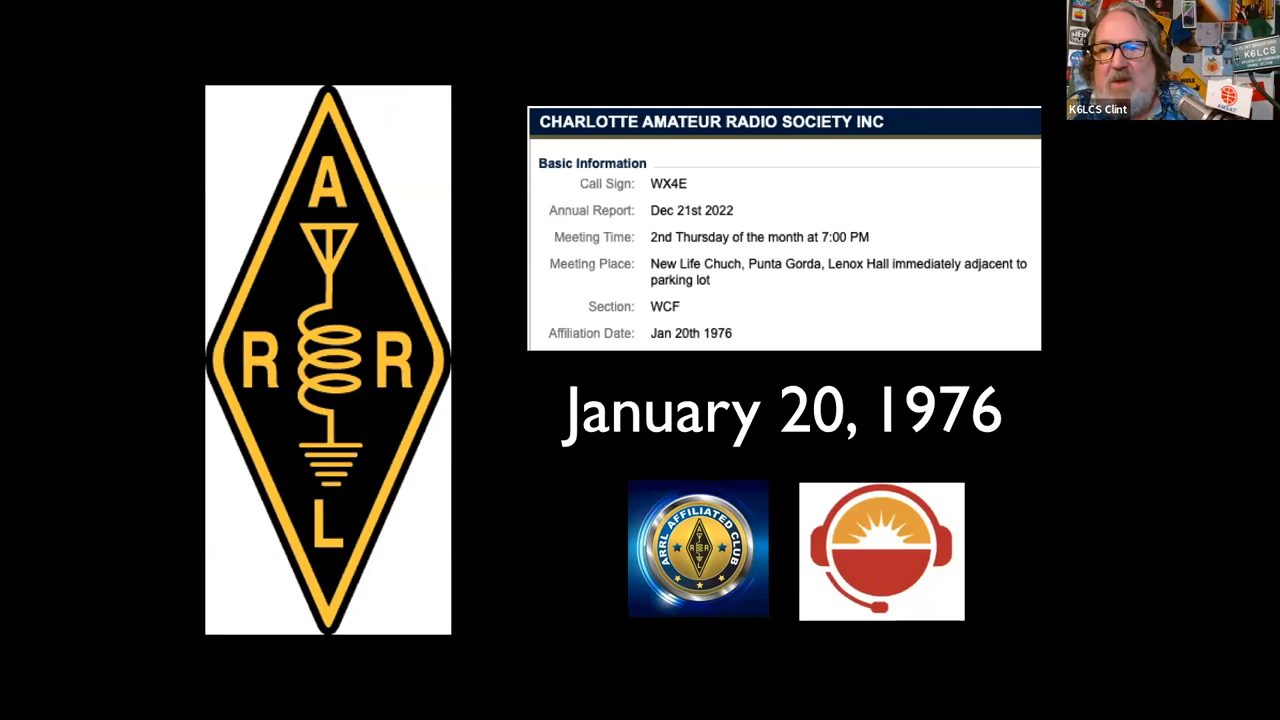 A
R R
L
CHARLOTTE AMATEUR RADIO SOCIETY INC
Basic Information
Call Sign: WX4E
Annual Report: Dec 21st 2022
Meeting Time: 2nd Thursday of the month at 7:00 PM
Meeting Place: New Life Chuch, Punta Gorda, Lenox Hall immediately adjacent to
parking lot
Section: WCF
Affiliation Date: Jan 20th 1976
January 20, 1976
ARRL AFFILIATED CLUB
A
R R
L
K6LCS
AMSAT
K6LCS Clint